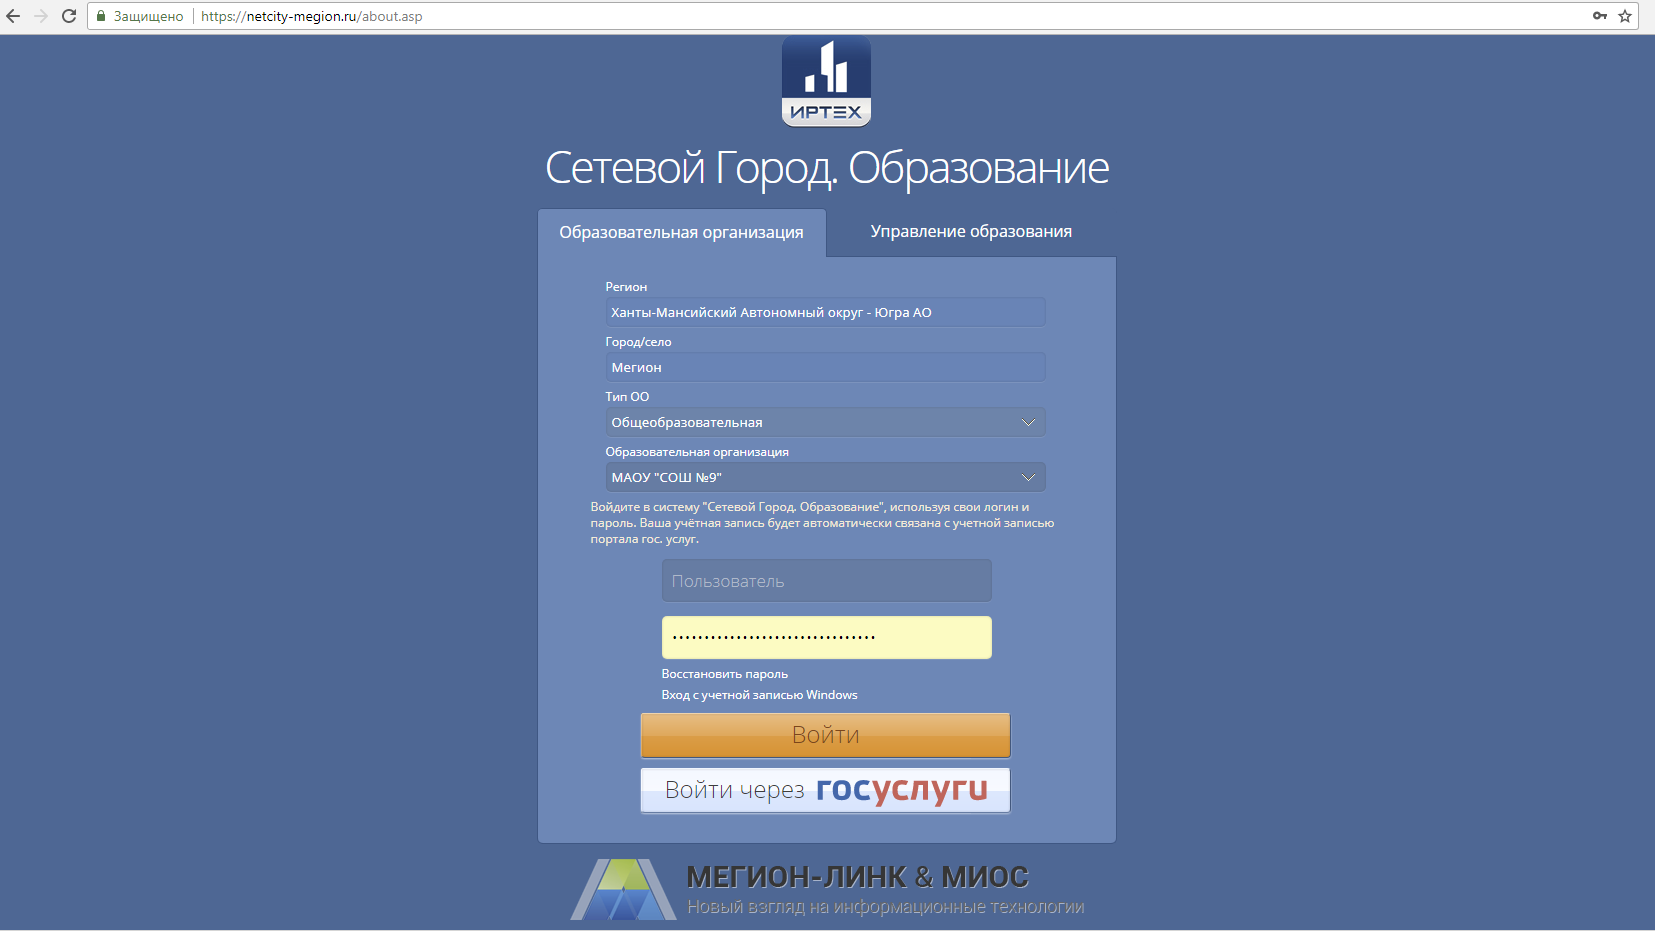 Защищено
https://netcity-megion.ru/about.asp
ИРТЕХ
Сетевой Город. Образование
Образовательная организация
Управление образования
Регион
Ханты-Мансийский Автономный округ - Югра АО
Город/село
Мегион
Тип ОО
Общеобразовательная
Образовательная организация
МАОУ "СОШ №9"
Войдите в систему "Сетевой Город. Образование", используя свои логин и
пароль. Ваша учётная запись будет автоматически связана с учетной записью
портала гос. услуг.
Пользователь
Восстановить пароль
Вход с учетной записью Windows
Войти
Войти через госуслуги
МЕГИОН-ЛИНК & МИОС
Новый взгляд на информационные технологии